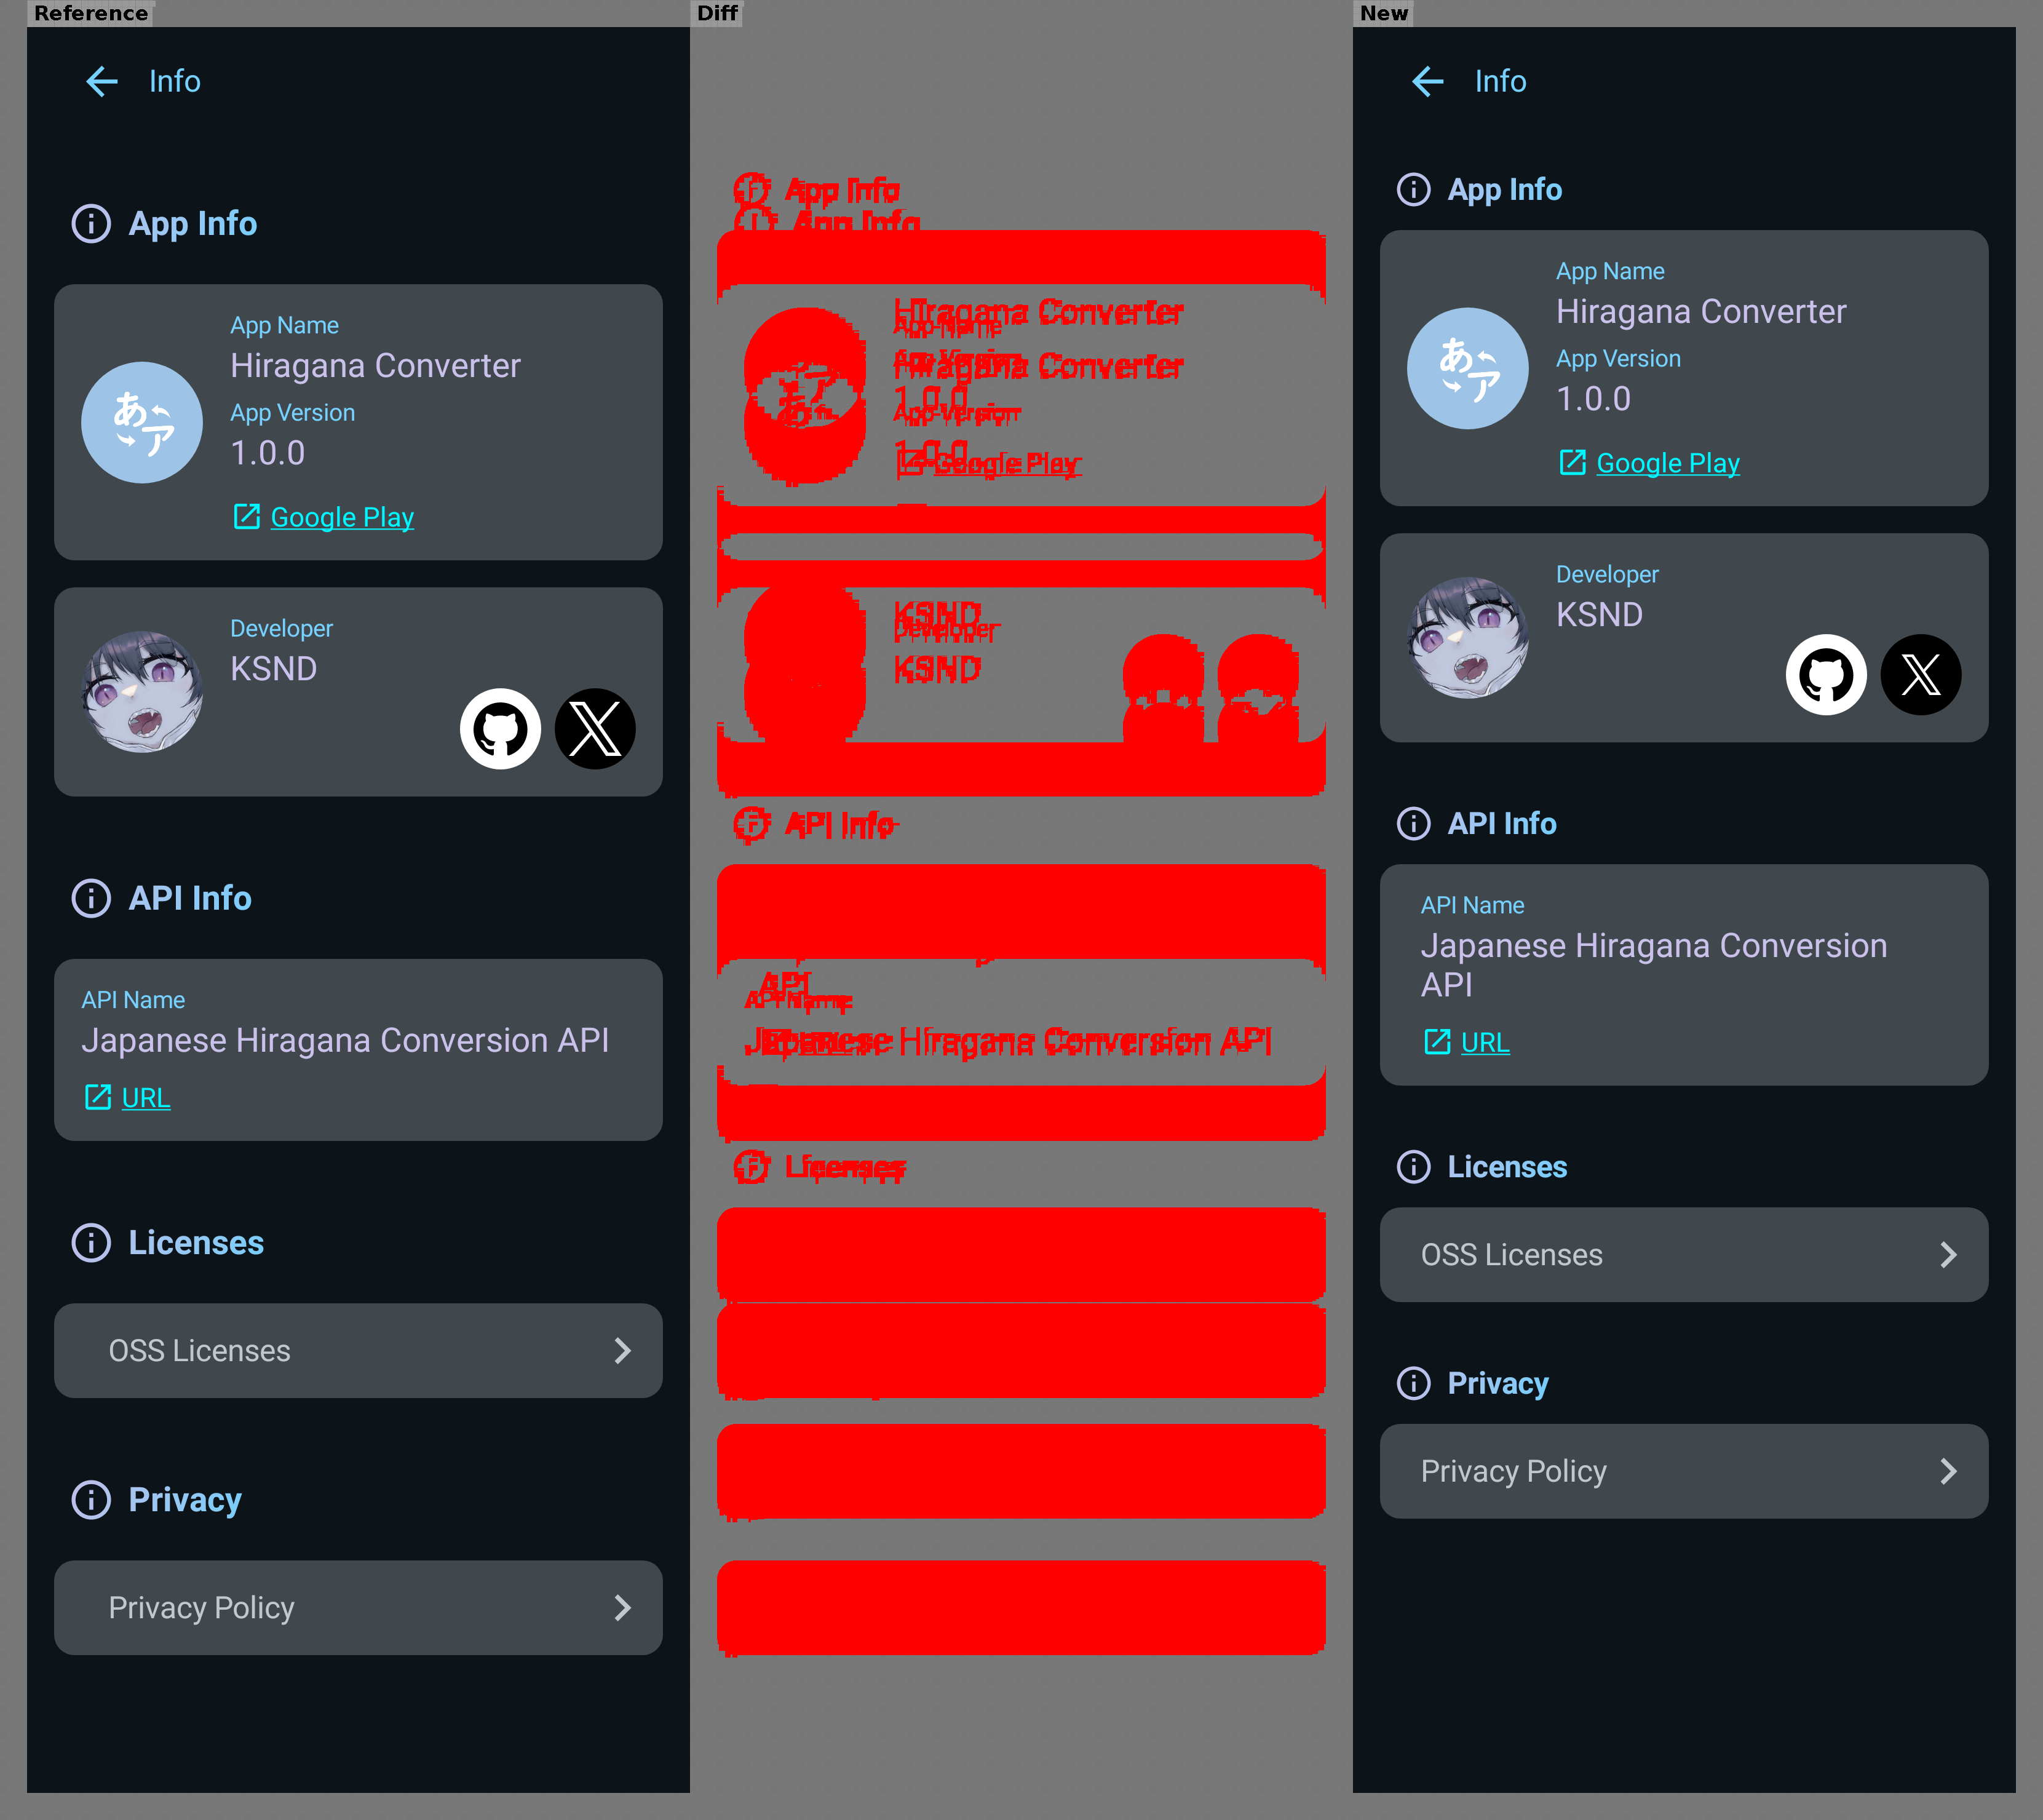 Reference
Info
App Info
App Name
Hiragana Converter
App Version
1.0.0
Google Play
あア
Developer
KSND
API Info
API Name
Japanese Hiragana Conversion API
URL
Licenses
OSS Licenses
Privacy
Privacy Policy
Diff
App Info
App Info
Hiragana Converter
App Name
App Version
Hiragana Converter
1.0.0
App Version
1.0.0
Google Play
KSND
Developer
KSND
API Info
API
API Name
Japanese Hiragana Conversion API
Licenses
New
Info
App Info
App Name
Hiragana Converter
App Version
1.0.0
Google Play
あア
Developer
KSND
API Info
API Name
Japanese Hiragana Conversion
API
URL
Licenses
OSS Licenses
Privacy
Privacy Policy